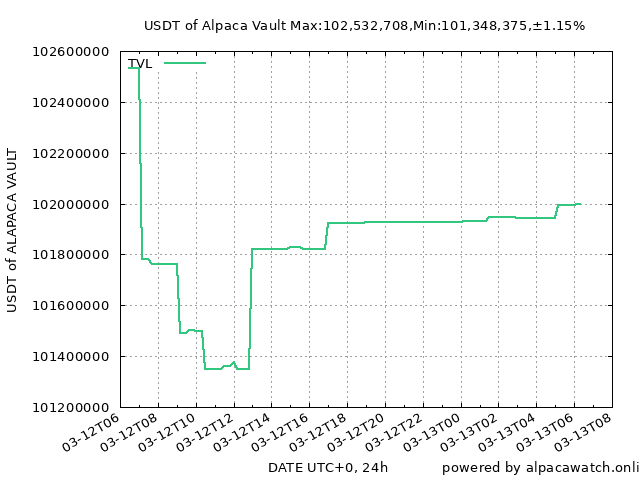 USDT of Alpaca Vault Max:102,532,708,Min:101,348,375,±1.15%
TVL
102600000
102400000
102200000
102000000
101800000
101600000
101400000
101200000
USDT of ALAPACA VAULT
03-12T06
03-12T08
03-12T10
03-12T12
03-12T14
03-12T16
03-12T18
03-12T20
03-12T22
03-13T00
03-13T02
03-13T04
03-13T06
03-13T08
DATE UTC+0, 24h
powered by alpacawatch.onli